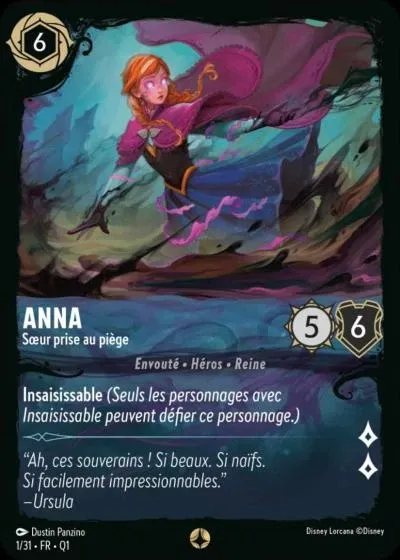 6
ANNA
Sœur prise au piège
5
6
Envouté • Héros • Reine
Insaisissable (Seuls les personnages avec
Insaisissable peuvent défier ce personnage.)
“Ah, ces souverains ! Si beaux. Si naïfs.
Si facilement impressionnables.”
–Ursula
Dustin Panzino
1/31 • FR • Q1
Disney Lorcana ©Disney